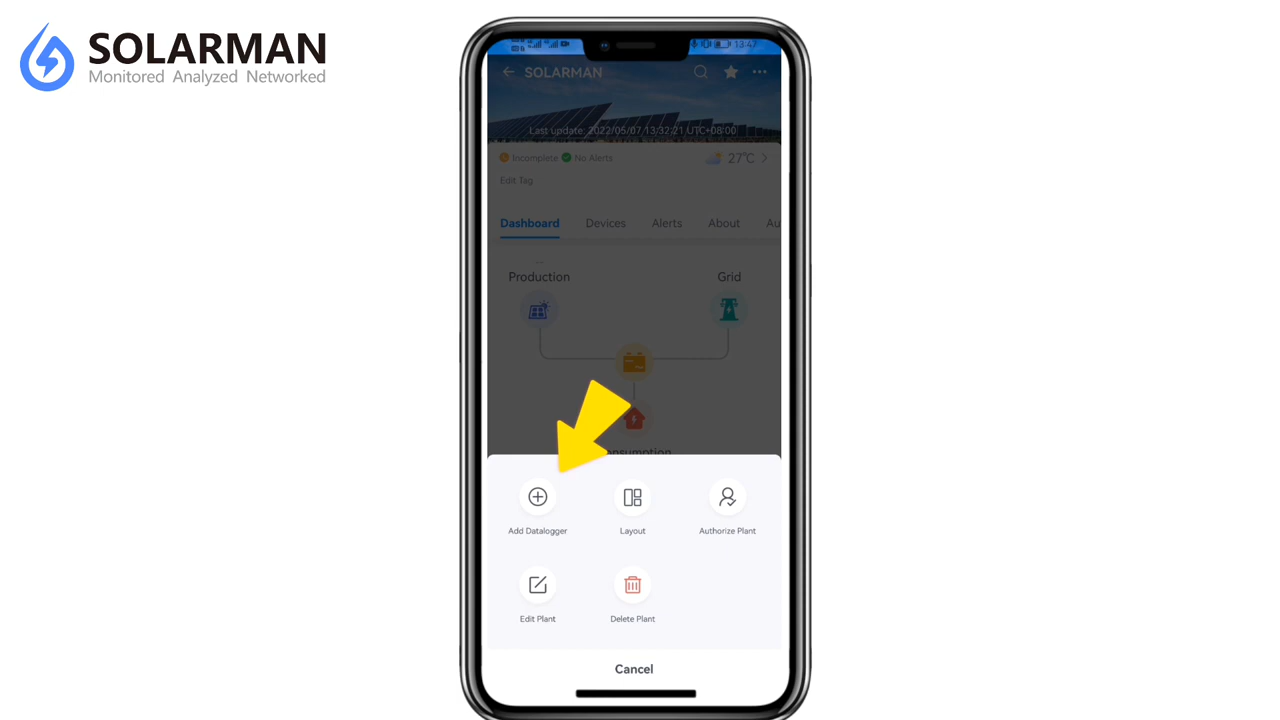 SOLARMAN
Monitored Analyzed Networked
13:47
SOLARMAN
Last update: 2022/05/07 13:32:21 UTC+08:00
Incomplete No Alerts 27℃
Edit Tag
Dashboard Devices Alerts About Au
--
Production Grid
onsumption
Add Datalogger Layout Authorize Plant
Edit Plant Delete Plant
Cancel